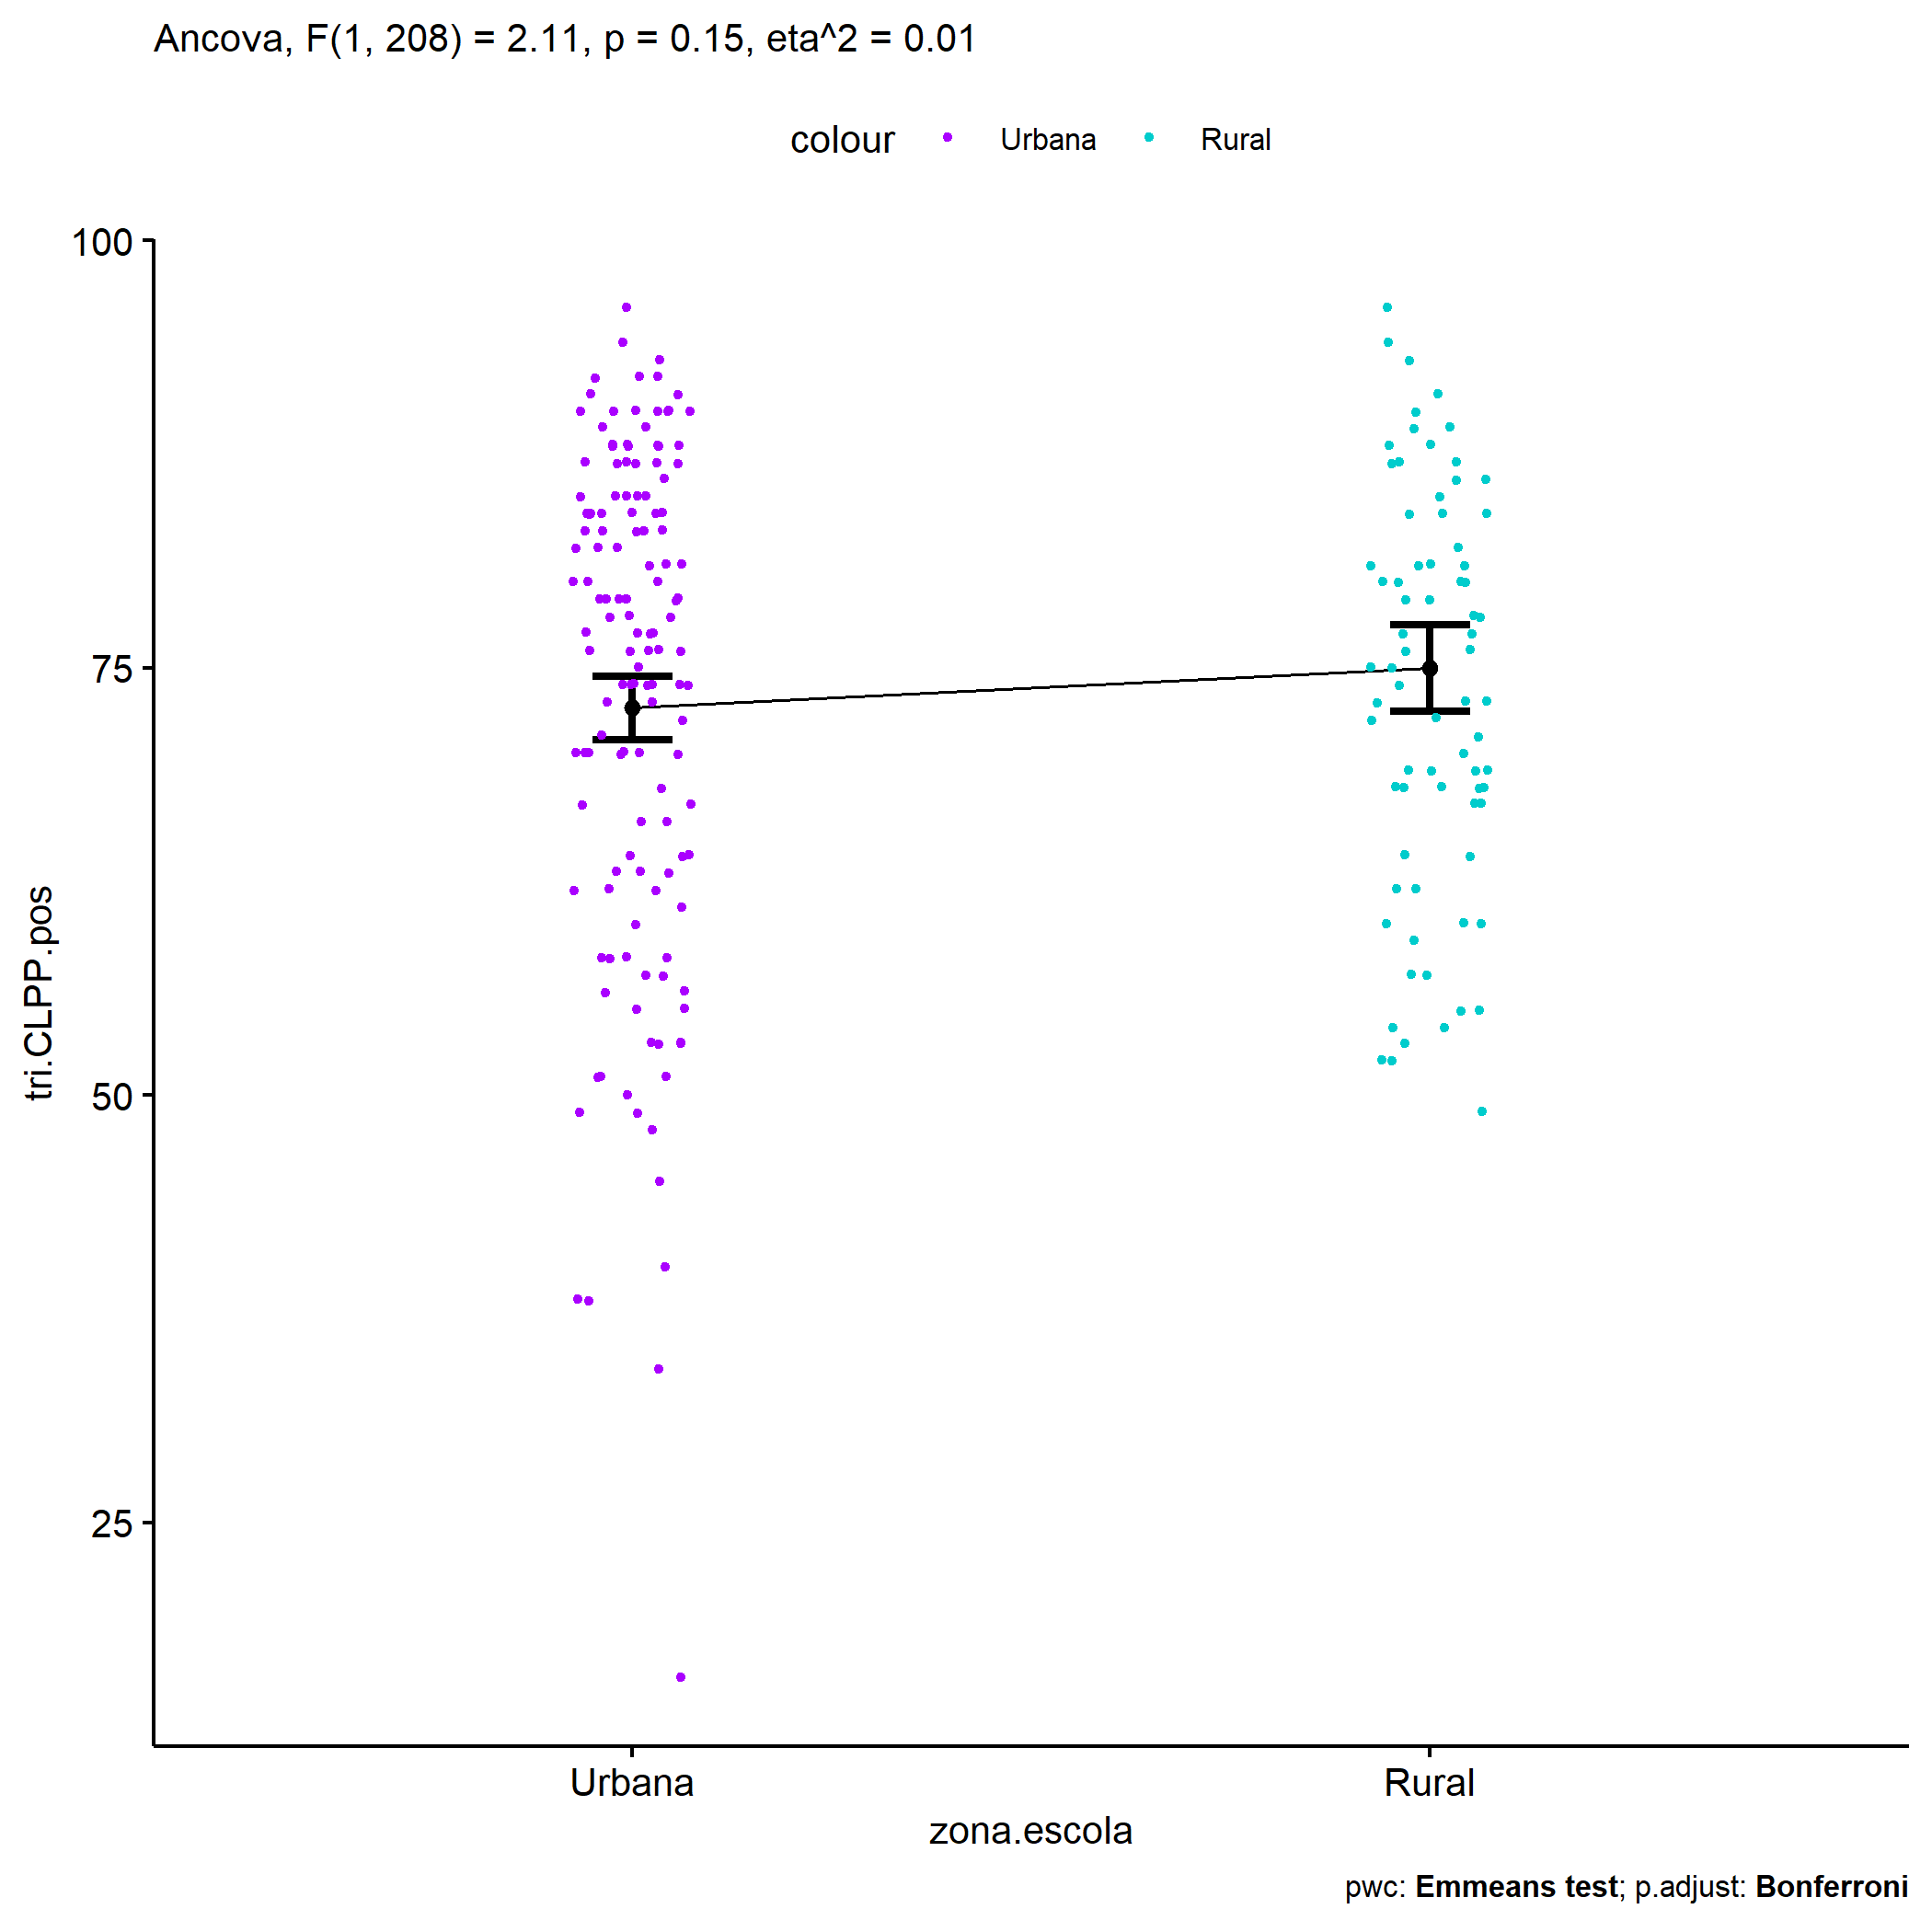 Ancova, F(1, 208) = 2.11, p = 0.15, eta^2 = 0.01
colour Urbana Rural
100
75
50
25
tri.CLPP.pos
Urbana Rural
zona.escola
pwc: Emmeans test; p.adjust: Bonferroni